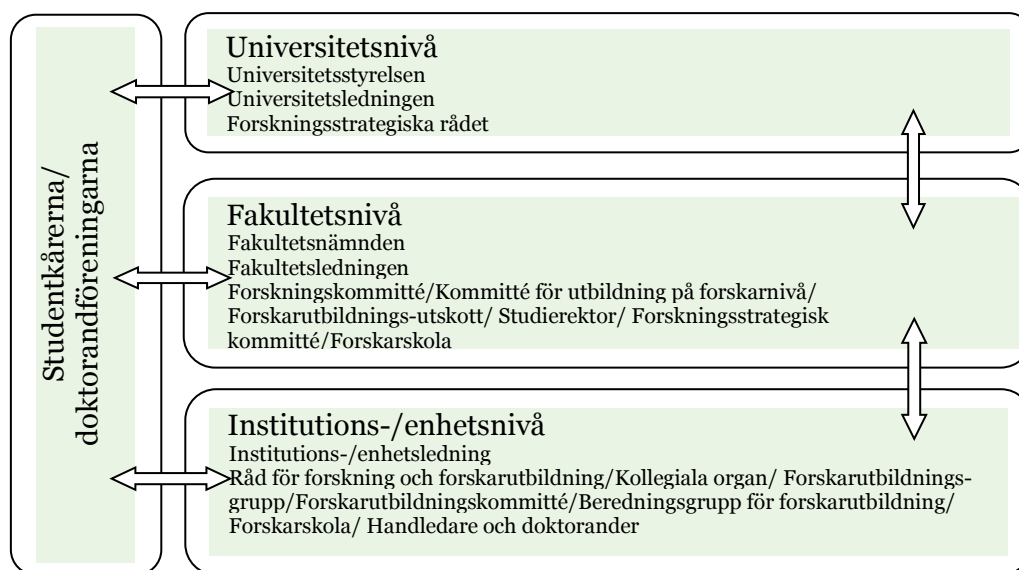 Studentkårerna/
doktorandföreningarna
Universitetsnivå
Universitetsstyrelsen
Universitetsledningen
Forskningsstrategiska rådet
Fakultetsnivå
Fakultetsnämnden
Fakultetsledningen
Forskningskommitté/Kommitté för utbildning på forskarnivå/
Forskarutbildnings-utskott/ Studierektor/ Forskningsstrategisk
kommitté/Forskarskola
Institutions-/enhetsnivå
Institutions-/enhetsledning
Råd för forskning och forskarutbildning/Kollegiala organ/ Forskarutbildnings-
grupp/Forskarutbildningskommitté/Beredningsgrupp för forskarutbildning/
Forskarskola/ Handledare och doktorander